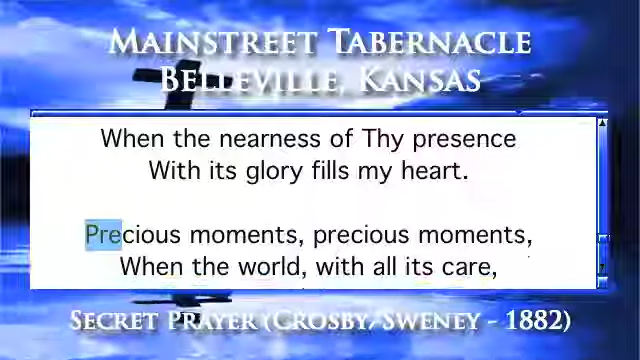 Mainstreet Tabernacle
Belleville, Kansas
When the nearness of Thy presence
With its glory fills my heart.
Precious moments, precious moments,
When the world, with all its care,
Secret Prayer (Crosby/Sweney - 1882)